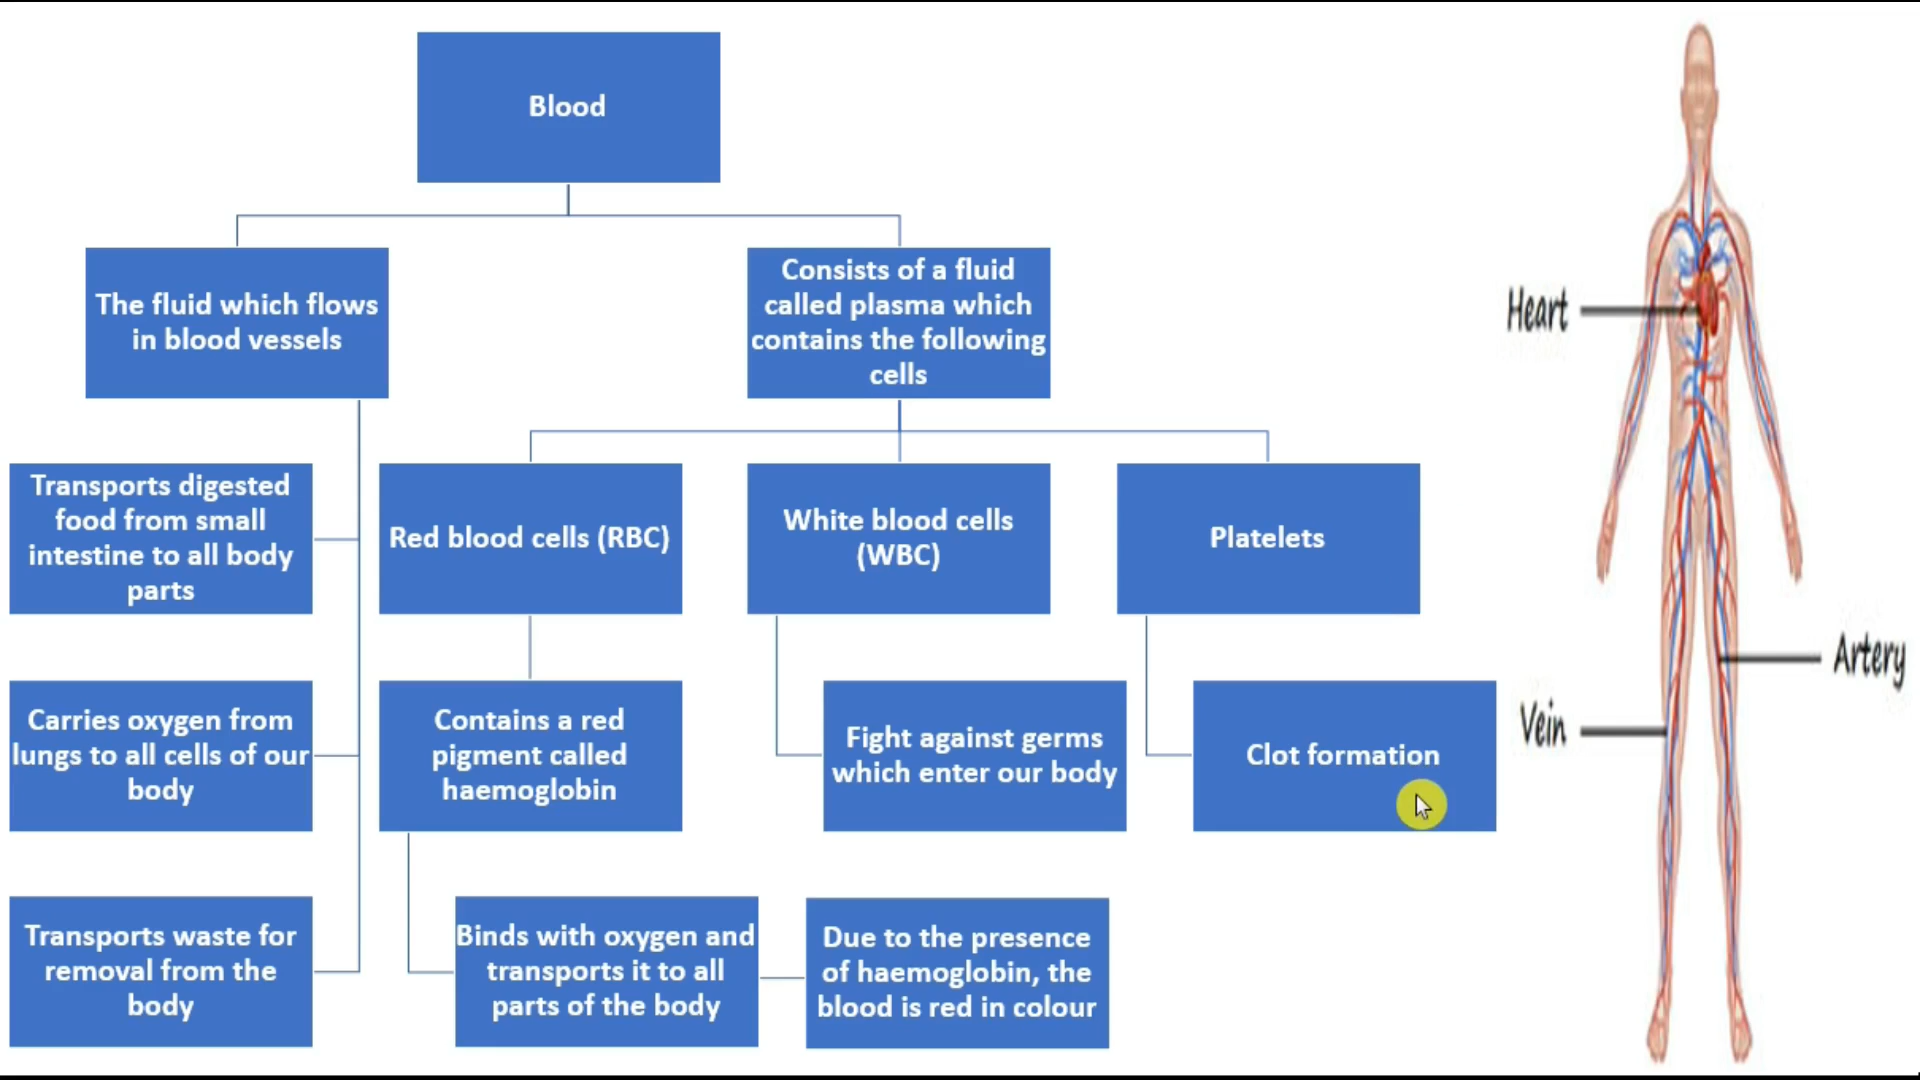 Blood
The fluid which flows
in blood vessels
Consists of a fluid
called plasma which
contains the following
cells
Transports digested
food from small
intestine to all body
parts
Red blood cells (RBC)
White blood cells
(WBC)
Platelets
Carries oxygen from
lungs to all cells of our
body
Contains a red
pigment called
haemoglobin
Fight against germs
which enter our body
Clot formation
Transports waste for
removal from the
body
Binds with oxygen and
transports it to all
parts of the body
Due to the presence
of haemoglobin, the
blood is red in colour
Heart
Artery
Vein